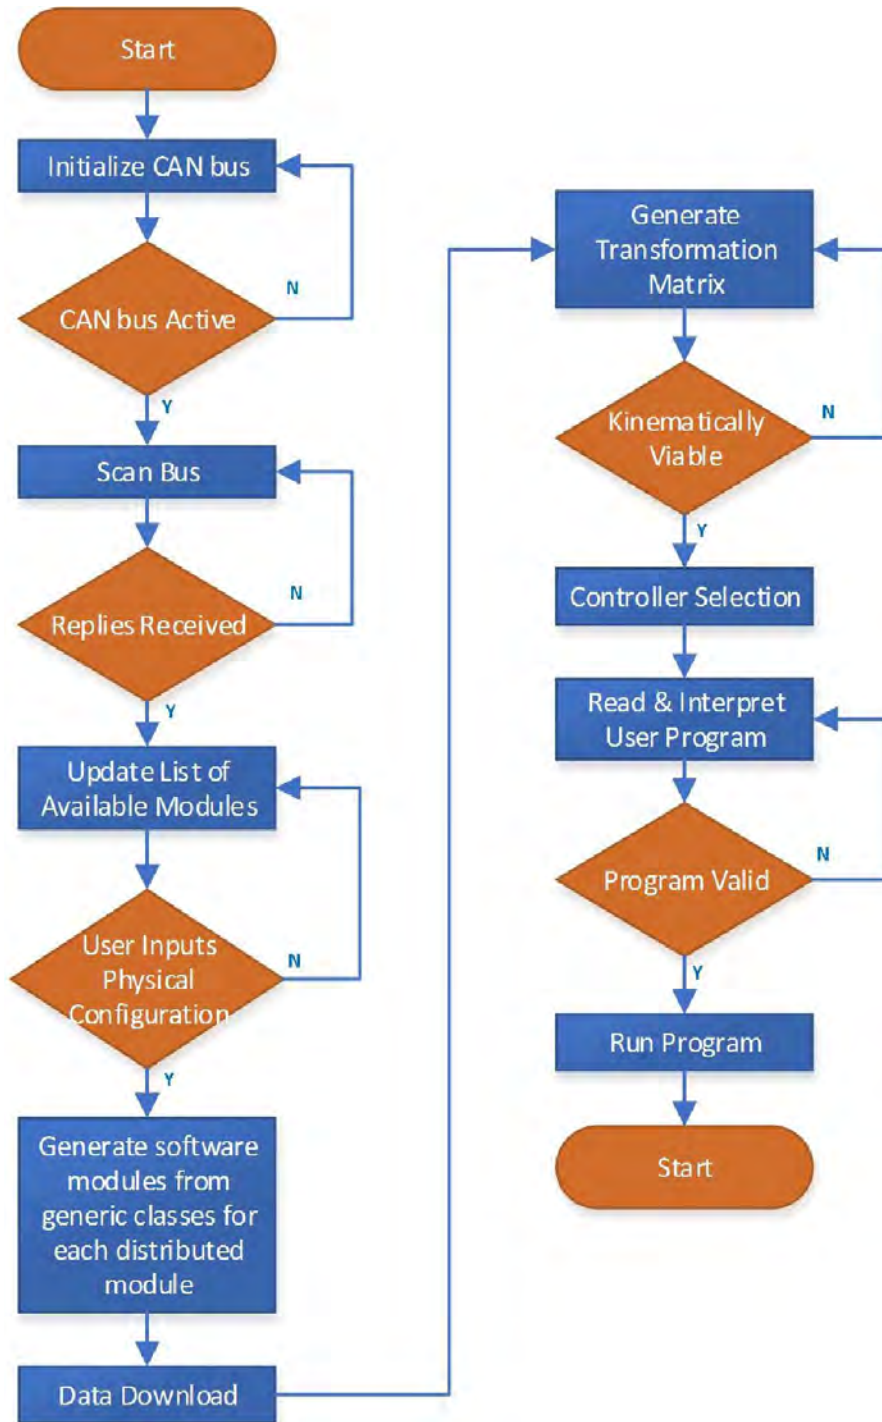 Start
Initialize CAN bus
N
CAN bus Active
Y
Scan Bus
N
Replies Received
Y
Update List of
Available Modules
N
User Inputs
Physical
Configuration
Y
Generate software
modules from
generic classes for
each distributed
module
Data Download
Generate
Transformation
Matrix
N
Kinematically
Viable
Y
Controller Selection
Read & Interpret
User Program
N
Program Valid
Y
Run Program
Start